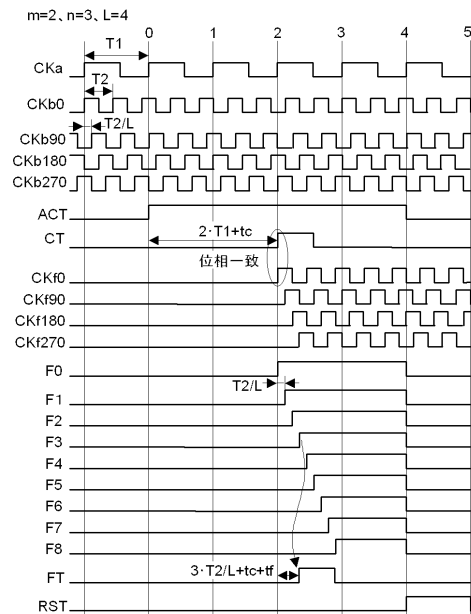 m=2、n=3、L=4
0 1 2 3 4 5
T1
CKa
T2
CKb0
T2/L
CKb90
CKb180
CKb270
ACT
2·T1+tc
CT
位相一致
CKf0
CKf90
CKf180
CKf270
F0
T2/L
F1
F2
F3
F4
F5
F6
F7
F8
3·T2/L+tc+tf
FT
RST